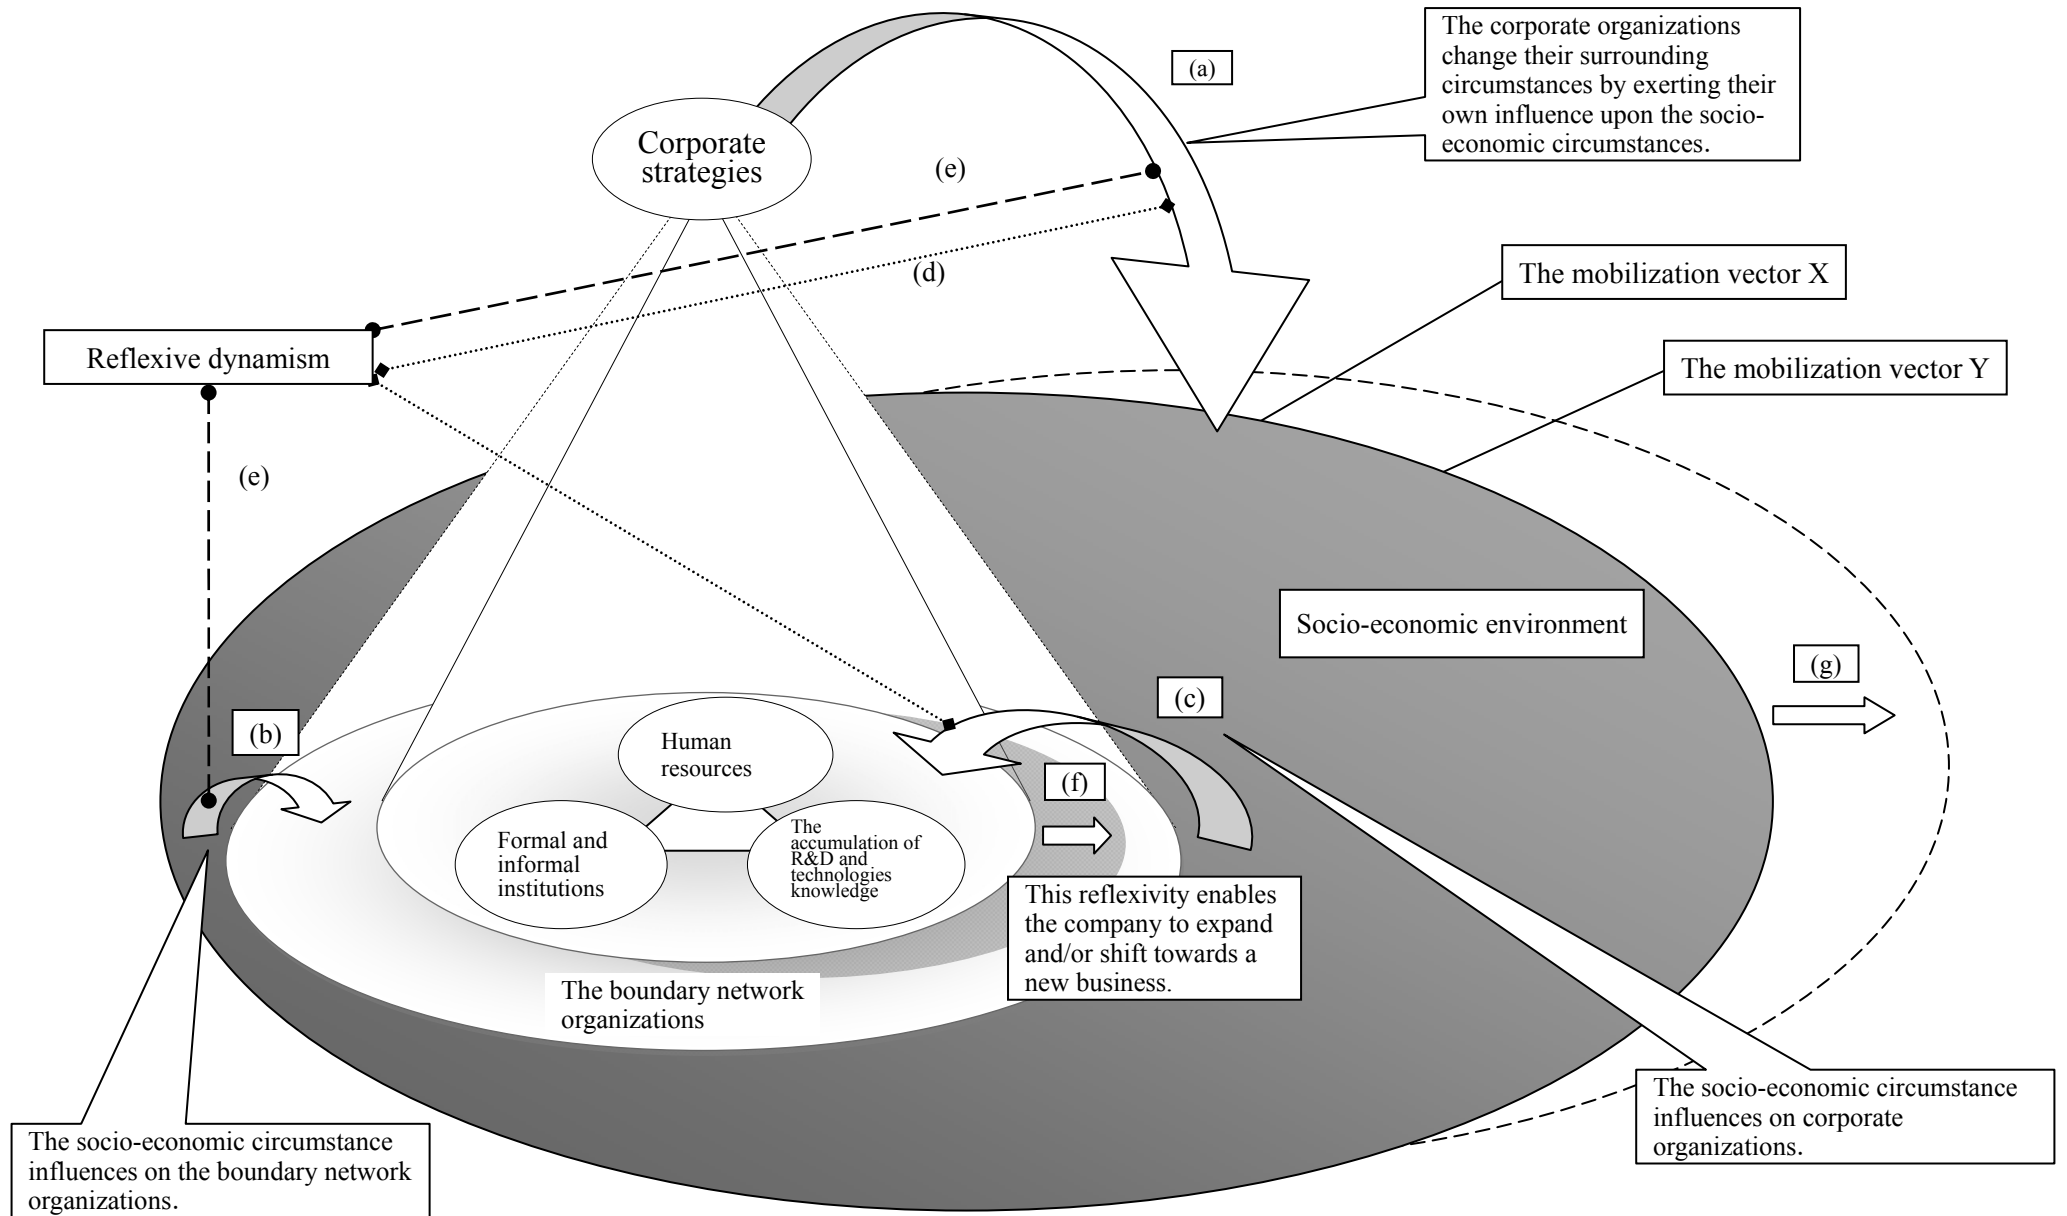 The corporate organizations
change their surrounding
circumstances by exerting their
own influence upon the socio-
economic circumstances.
(a)
Corporate
strategies
(e)
(d)
The mobilization vector X
Reflexive dynamism
The mobilization vector Y
(e)
Socio-economic environment
(g)
(c)
(b)
Human
resources
(f)
Formal and
informal
institutions
The
accumulation of
R&D and
technologies
knowledge
This reflexivity enables
the company to expand
and/or shift towards a
new business.
The boundary network
organizations
The socio-economic circumstance
influences on corporate
organizations.
The socio-economic circumstance
influences on the boundary network
organizations.